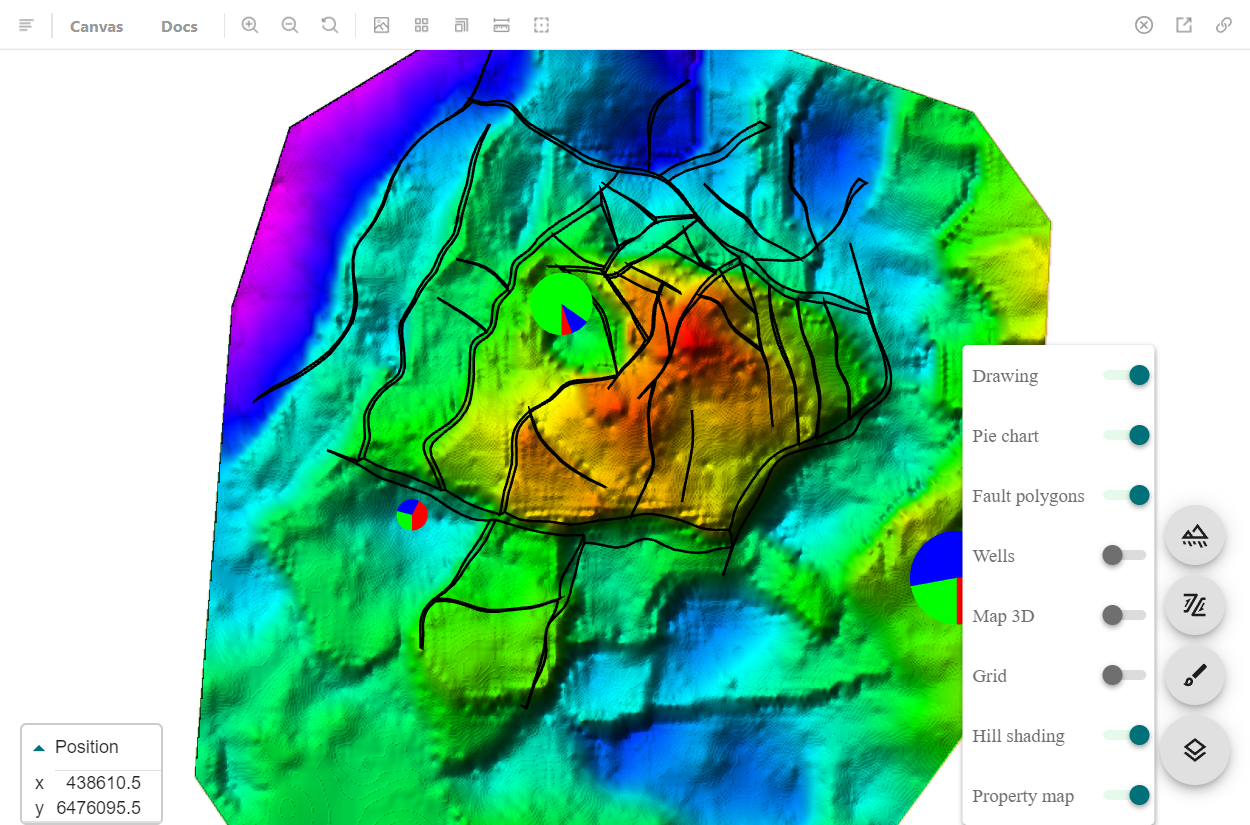 Canvas Docs
Drawing
Pie chart
Fault polygons
Wells
Map 3D
Grid
Hill shading
Property map
Position
x 438610.5
y 6476095.5